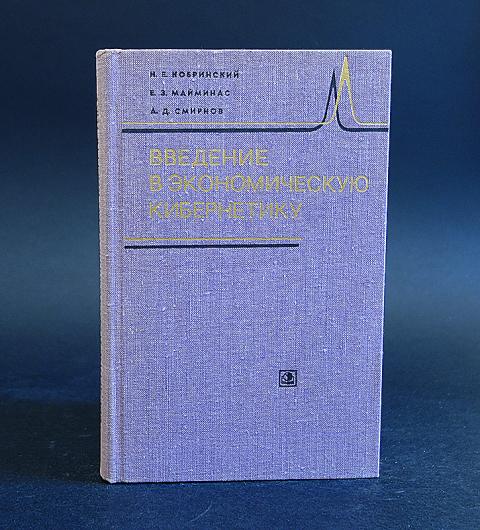 Н. Е. КОБРИНСКИЙ
Е. З. МАЙМИНАС
А. Д. СМИРНОВ
ВВЕДЕНИЕ
В ЭКОНОМИЧЕСКУЮ
КИБЕРНЕТИКУ